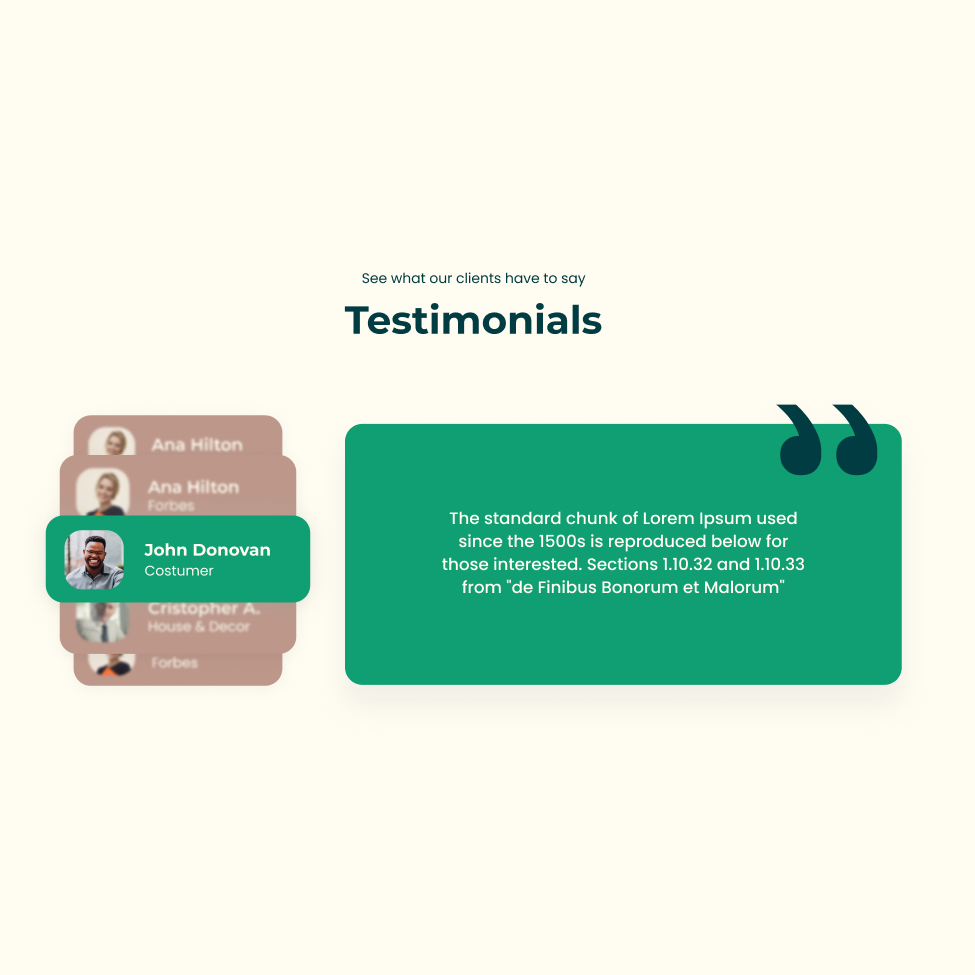 See what our clients have to say
Testimonials
Ana Hilton
Ana Hilton
Forbes
John Donovan
Costumer
Cristopher A.
House & Decor
Forbes
The standard chunk of Lorem Ipsum used
since the 1500s is reproduced below for
those interested. Sections 1.10.32 and 1.10.33
from "de Finibus Bonorum et Malorum"
”